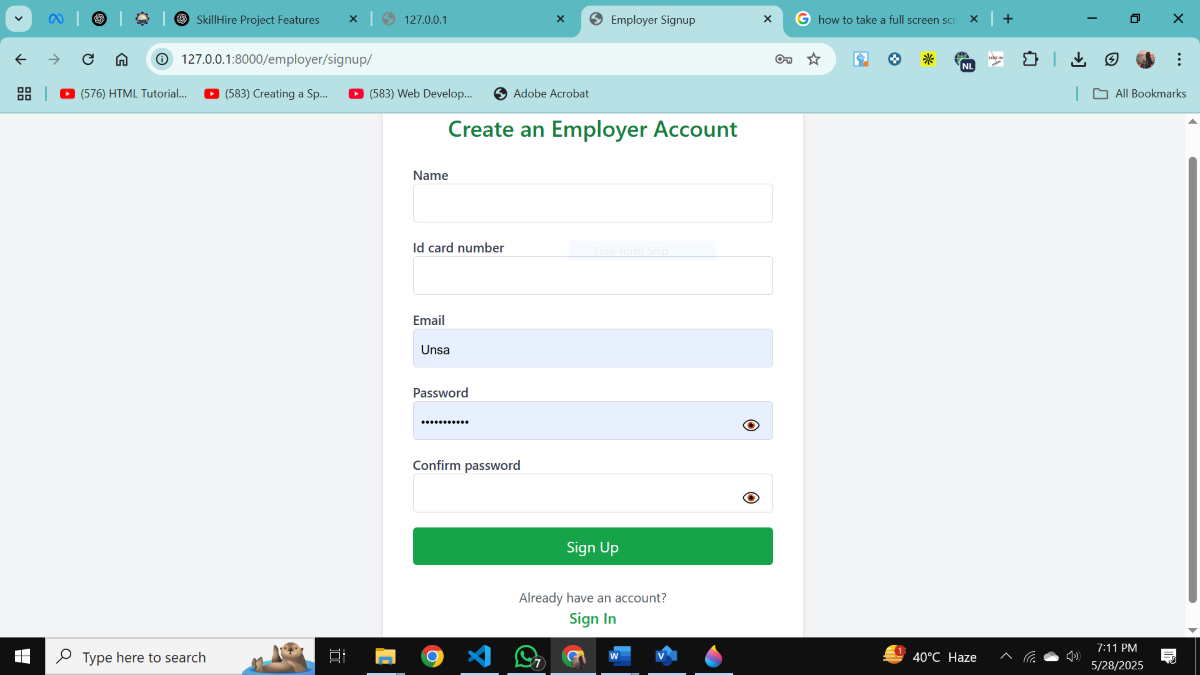 SkillHire Project Features
127.0.0.1
Employer Signup
how to take a full screen scr
127.0.0.1:8000/employer/signup/
NL
(576) HTML Tutorial...
(583) Creating a Sp...
(583) Web Develop...
Adobe Acrobat
All Bookmarks
Create an Employer Account
Name
Id card number
Free-form Snip
Email
Unsa
Password
•••••••••••
Confirm password
Sign Up
Already have an account?
Sign In
Type here to search
7
1
40°C Haze
7:11 PM
5/28/2025